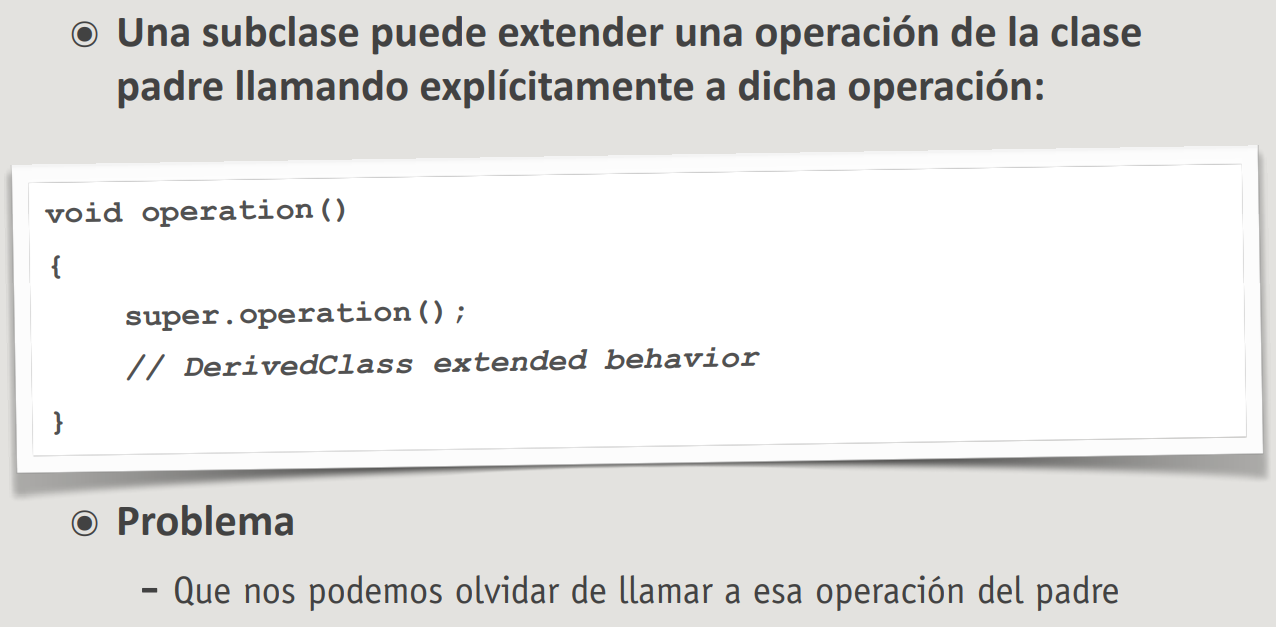 Una subclase puede extender una operación de la clase
padre llamando explícitamente a dicha operación:
void operation()
{
super.operation();
// DerivedClass extended behavior
}
Problema
– Que nos podemos olvidar de llamar a esa operación del padre